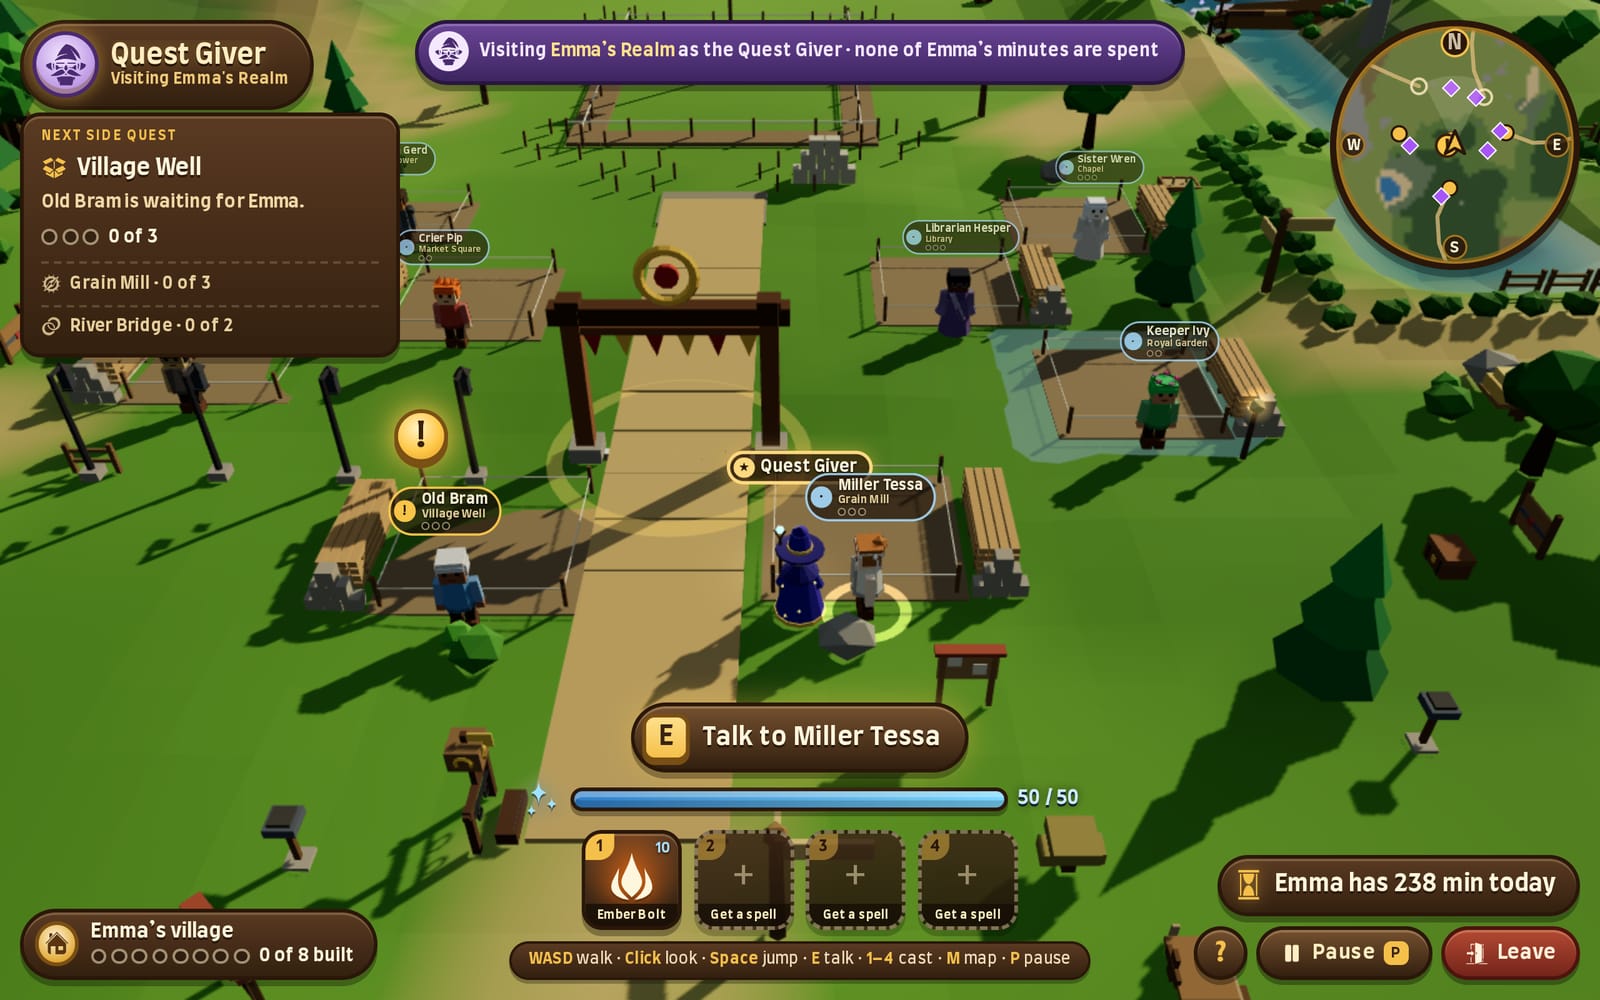 Quest Giver
Visiting Emma's Realm
Visiting Emma's Realm as the Quest Giver · none of Emma's minutes are spent
N
W
E
S
NEXT SIDE QUEST
Village Well
Old Bram is waiting for Emma.
0 of 3
Grain Mill · 0 of 3
River Bridge · 0 of 2
Gerd
Crier Pip
Market Square
Sister Wren
Chapel
Librarian Hesper
Library
Keeper Ivy
Royal Garden
!
! Old Bram
Village Well
Quest Giver
Miller Tessa
Grain Mill
E Talk to Miller Tessa
50 / 50
1 10
Ember Bolt
2
Get a spell
3
Get a spell
4
Get a spell
WASD walk · Click look · Space jump · E talk · 1–4 cast · M map · P pause
Emma's village
0 of 8 built
Emma has 238 min today
?
Pause P
Leave